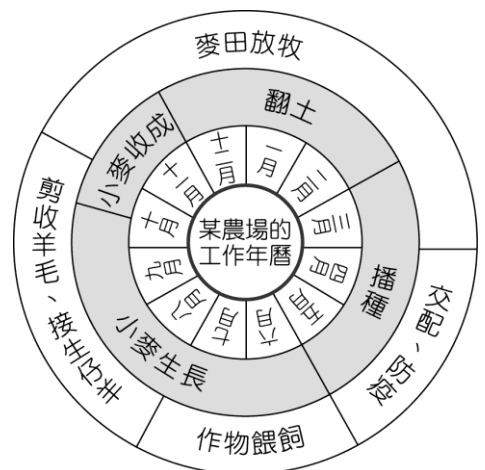 某農場的
工作年曆
一月
二月
三月
四月
五月
六月
七月
八月
九月
十月
十一月
十二月
翻土
播種
小麥生長
小麥收成
麥田放牧
交配、防疫
作物餵飼
剪收羊毛、接生仔羊